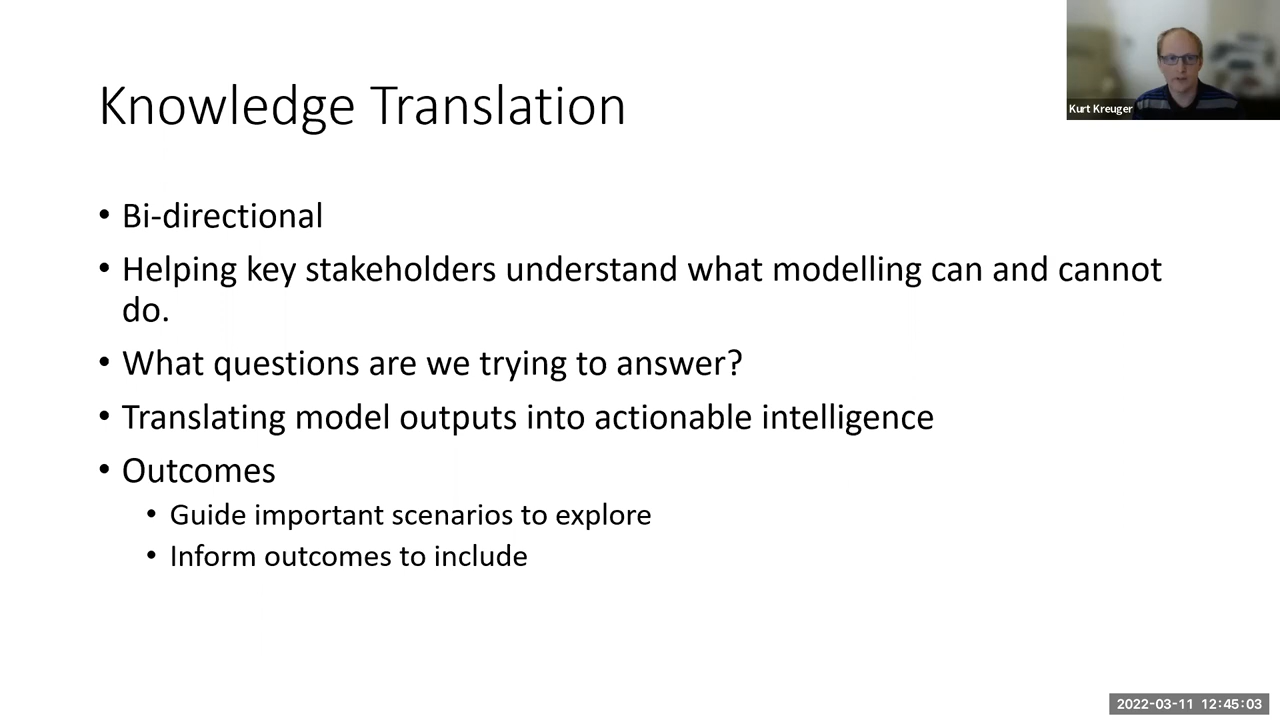 Knowledge Translation
Kurt Kreuger
• Bi-directional
• Helping key stakeholders understand what modelling can and cannot
do.
• What questions are we trying to answer?
• Translating model outputs into actionable intelligence
• Outcomes
• Guide important scenarios to explore
• Inform outcomes to include
2022-03-11 12:45:03